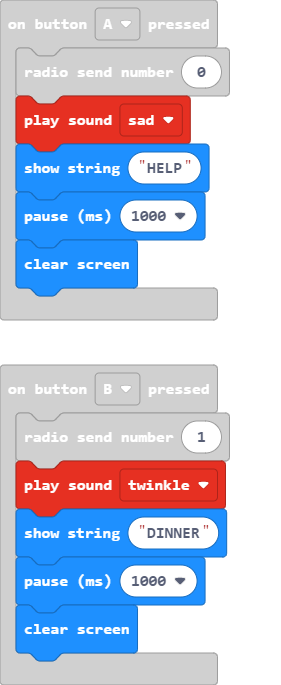 on button A pressed
radio send number 0
play sound sad
show string "HELP"
pause (ms) 1000
clear screen
on button B pressed
radio send number 1
play sound twinkle
show string "DINNER"
pause (ms) 1000
clear screen